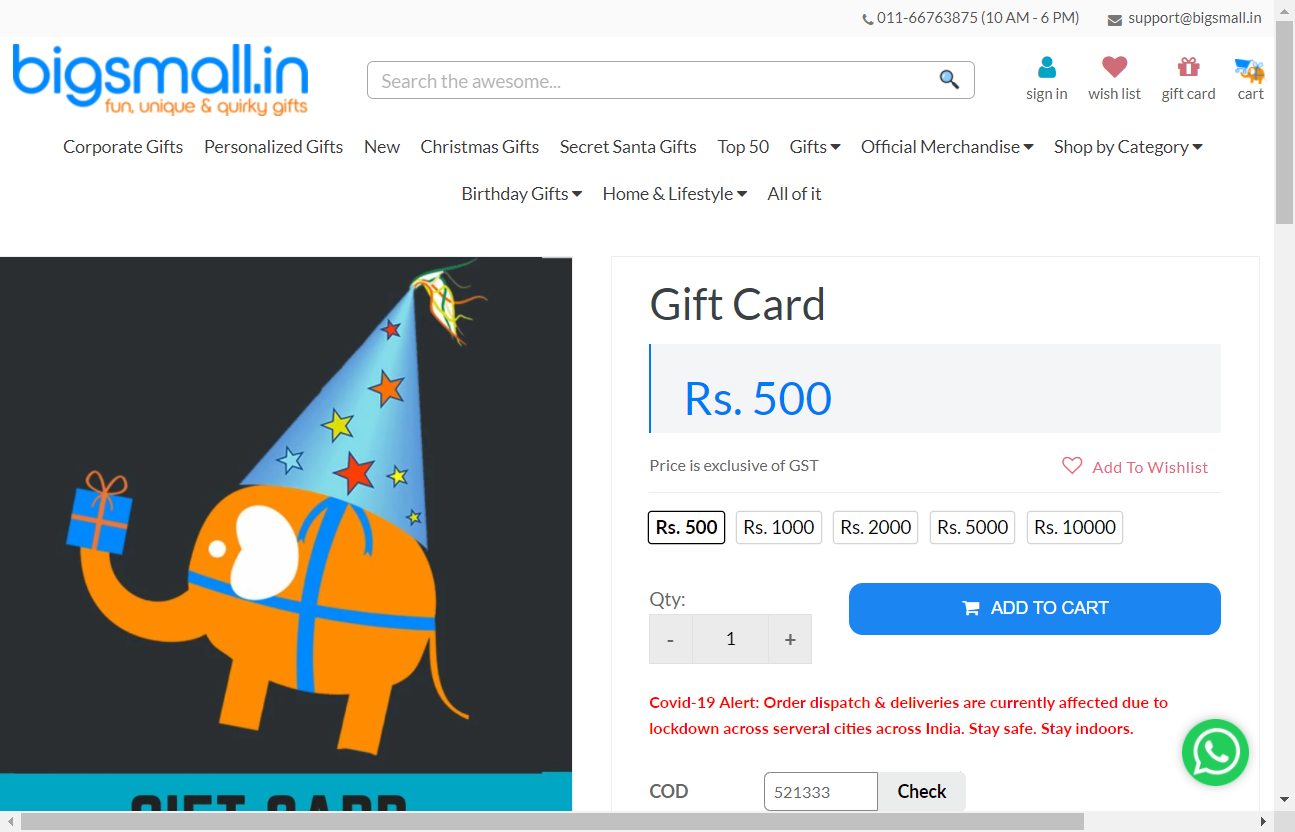 011-66763875 (10 AM - 6 PM) support@bigsmall.in
bigsmall.in
fun, unique & quirky gifts
Search the awesome...
sign in wish list gift card cart
Corporate Gifts Personalized Gifts New Christmas Gifts Secret Santa Gifts Top 50 Gifts Official Merchandise Shop by Category
Birthday Gifts Home & Lifestyle All of it
Gift Card
Rs. 500
Price is exclusive of GST Add To Wishlist
Rs. 500 Rs. 1000 Rs. 2000 Rs. 5000 Rs. 10000
Qty:
- 1 +
ADD TO CART
Covid-19 Alert: Order dispatch & deliveries are currently affected due to
lockdown across serveral cities across India. Stay safe. Stay indoors.
COD 521333 Check
GIFT CARD